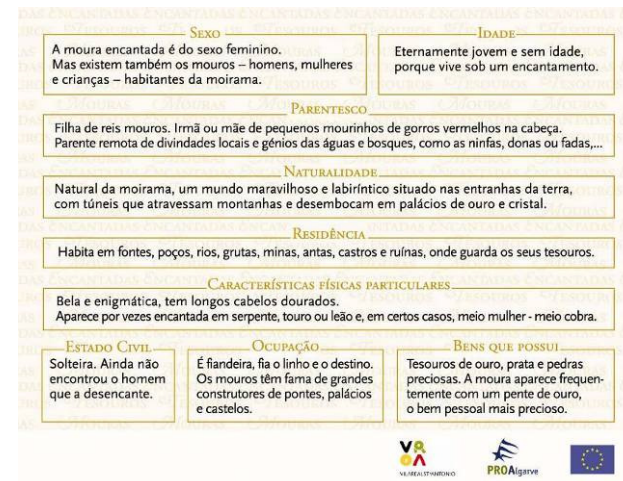 Sexo
A moura encantada é do sexo feminino.
Mas existem também os mouros – homens, mulheres
e crianças – habitantes da moirama.
Idade
Eternamente jovem e sem idade,
porque vive sob um encantamento.
Parentesco
Filha de reis mouros. Irmã ou mãe de pequenos mourinhos de gorros vermelhos na cabeça.
Parente remota de divindades locais e génios das águas e bosques, como as ninfas, donas ou fadas,...
Naturalidade
Natural da moirama, um mundo maravilhoso e labiríntico situado nas entranhas da terra,
com túneis que atravessam montanhas e desembocam em palácios de ouro e cristal.
Residência
Habita em fontes, poços, rios, grutas, minas, antas, castros e ruínas, onde guarda os seus tesouros.
Características físicas particulares
Bela e enigmática, tem longos cabelos dourados.
Aparece por vezes encantada em serpente, touro ou leão e, em certos casos, meio mulher - meio cobra.
Estado Civil
Solteira. Ainda não
encontrou o homem
que a desencante.
Ocupação
É fiandeira, fia o linho e o destino.
Os mouros têm fama de grandes
construtores de pontes, palácios
e castelos.
Bens que possui
Tesouros de ouro, prata e pedras
preciosas. A moura aparece frequen-
temente com um pente de ouro,
o bem pessoal mais precioso.
PROAlgarve